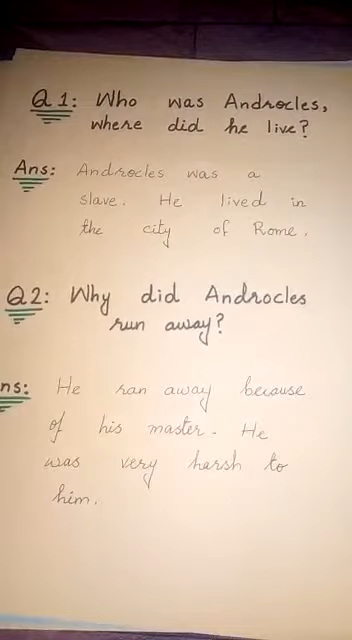 Q1: Who was Androcles,
where did he live?
Ans: Androcles was a
slave. He lived in
the city of Rome.
Q2: Why did Androcles
run away?
ns: He ran away because
of his master. He
was very harsh to
him.